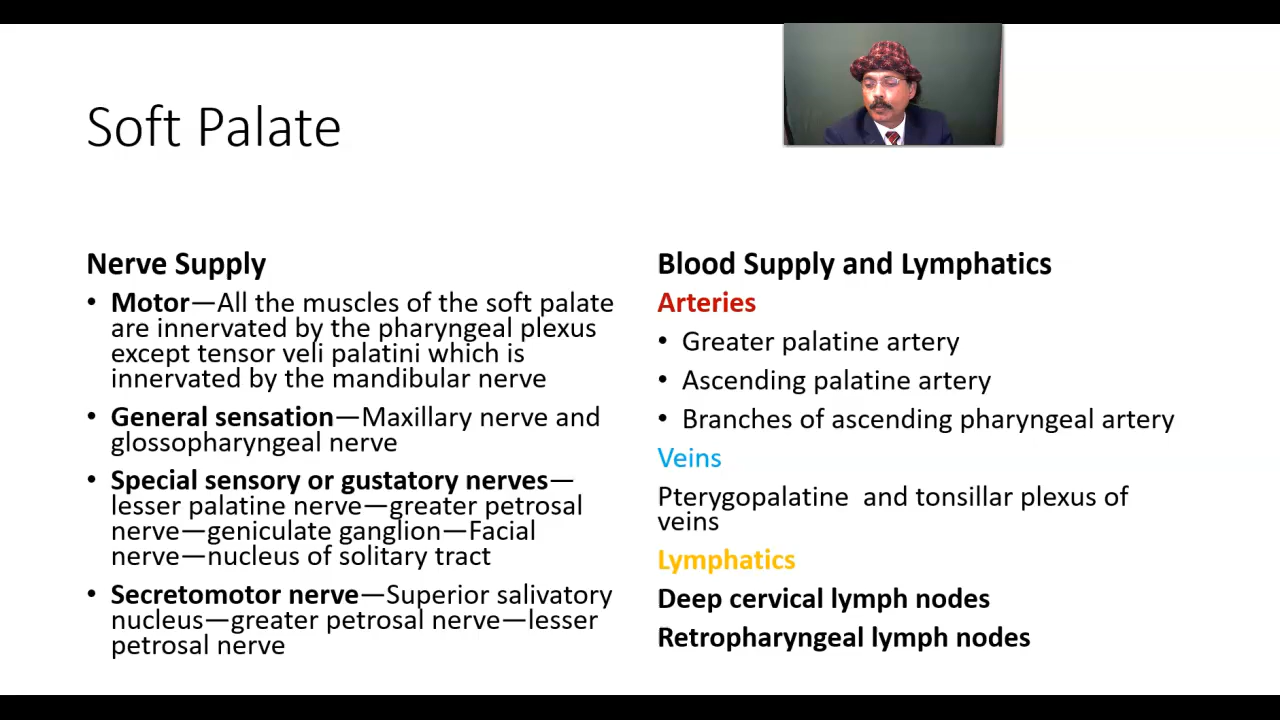 Soft Palate
Nerve Supply
• Motor—All the muscles of the soft palate
are innervated by the pharyngeal plexus
except tensor veli palatini which is
innervated by the mandibular nerve
• General sensation—Maxillary nerve and
glossopharyngeal nerve
• Special sensory or gustatory nerves—
lesser palatine nerve—greater petrosal
nerve—geniculate ganglion—Facial
nerve—nucleus of solitary tract
• Secretomotor nerve—Superior salivatory
nucleus—greater petrosal nerve—lesser
petrosal nerve
Blood Supply and Lymphatics
Arteries
• Greater palatine artery
• Ascending palatine artery
• Branches of ascending pharyngeal artery
Veins
Pterygopalatine and tonsillar plexus of
veins
Lymphatics
Deep cervical lymph nodes
Retropharyngeal lymph nodes